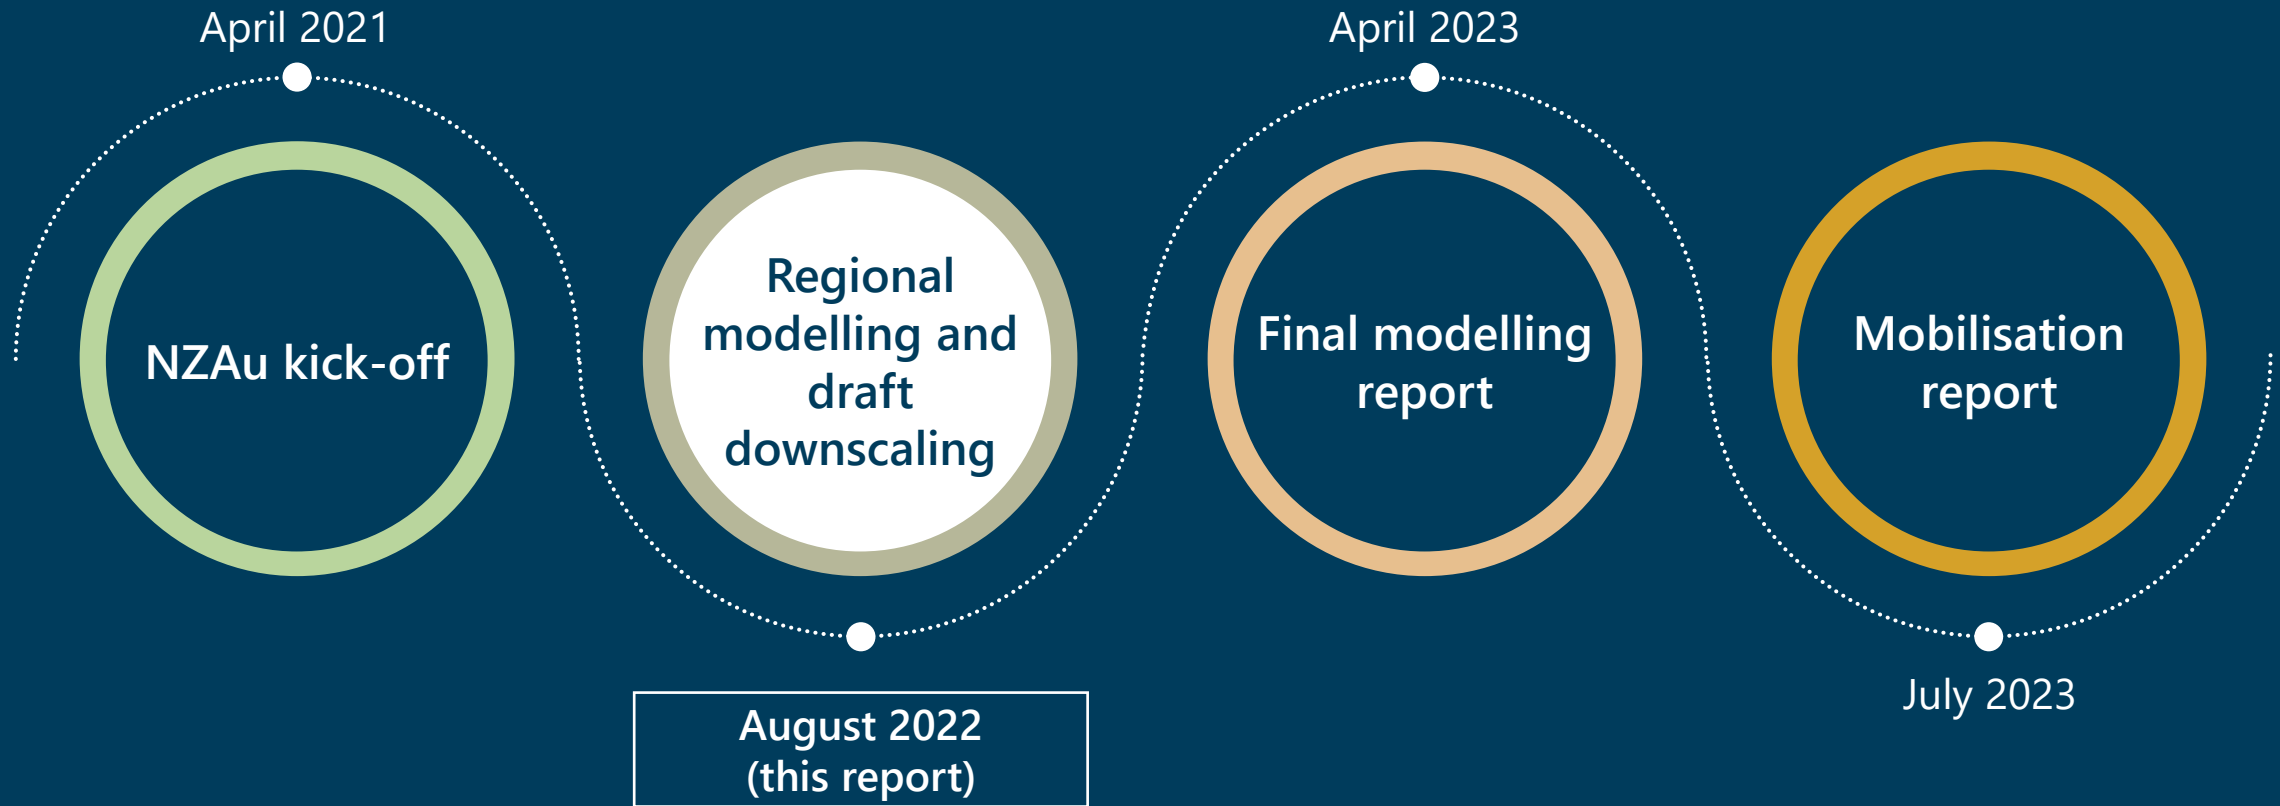 April 2021
NZAu kick-off
Regional
modelling and
draft
downscaling
August 2022
(this report)
April 2023
Final modelling
report
Mobilisation
report
July 2023